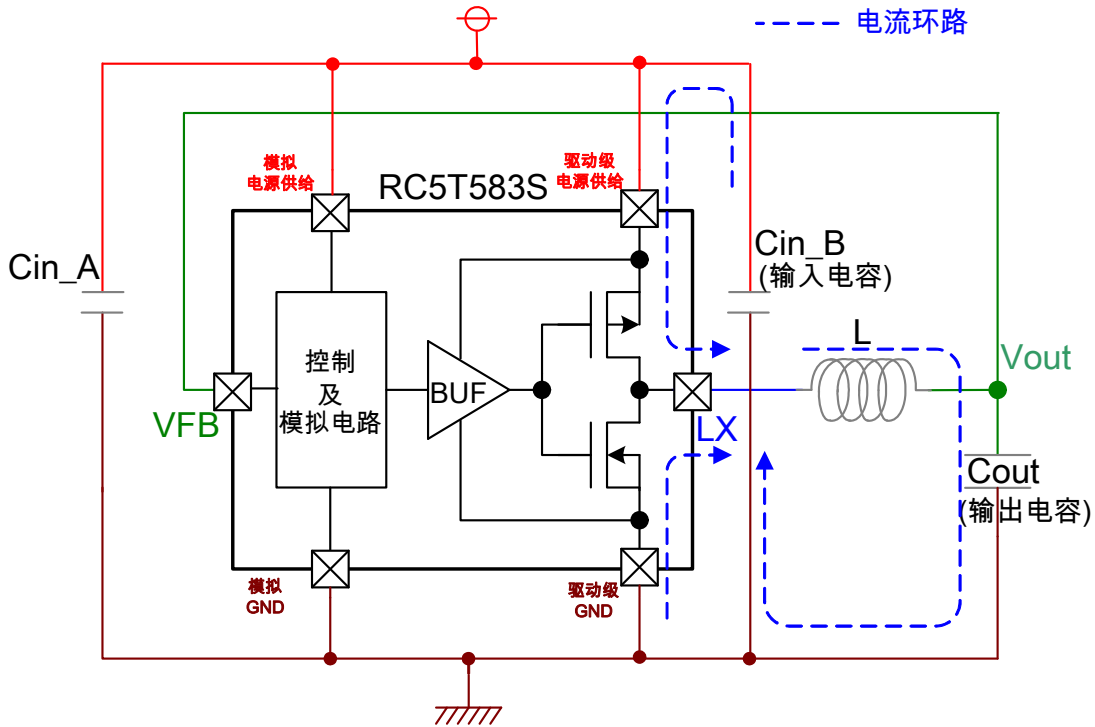 电流环路
模拟
电源供给
驱动级
电源供给
RC5T583S
Cin_A
Cin_B
(输入电容)
控制
及
模拟电路
BUF
L
Vout
VFB
LX
Cout
(输出电容)
模拟
GND
驱动级
GND